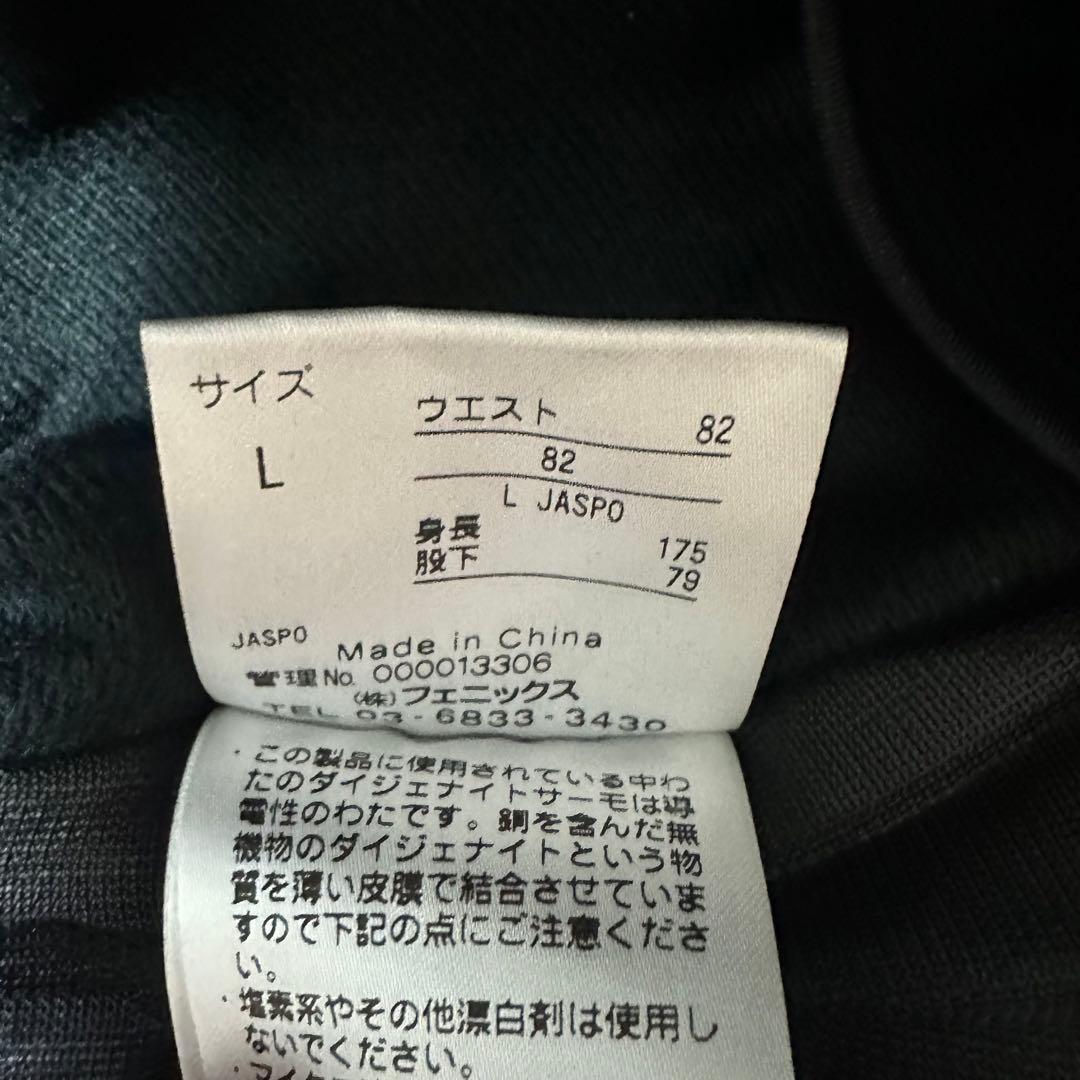 サイズ
L
ウエスト 82
82
L JASPO
身長 175
股下 79
JASPO
Made in China
管理No. 000013306
(株)フェニックス
TEL 03-6833-3430
・この製品に使用されている中わ
たのダイジェナイトサーモは導
電性のわたです。銅を含んだ無
機物のダイジェナイトという物
質を薄い皮膜で結合させていま
すので下記の点にご注意くださ
い。
・塩素系やその他漂白剤は使用し
ないでください。